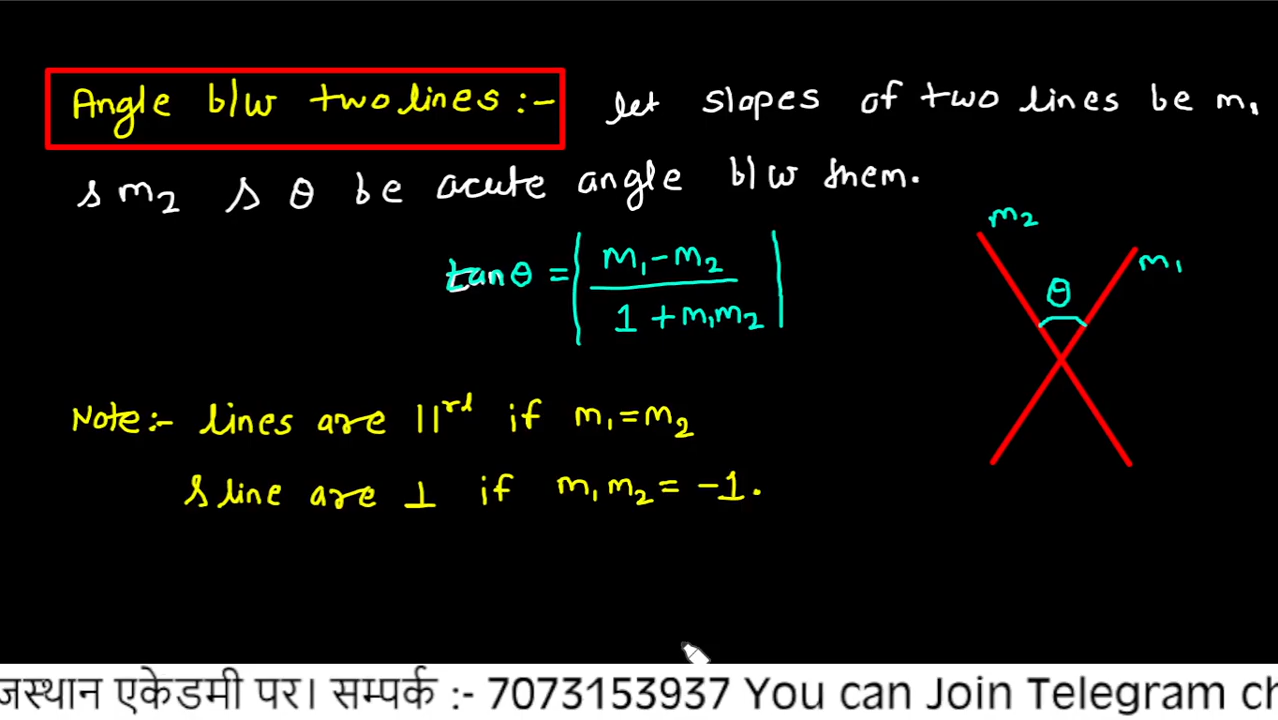 Angle b/w two lines :- let slopes of two lines be m₁
& m₂ & θ be acute angle b/w them.
tanθ = | (m₁-m₂)/(1+m₁m₂) |
m₂
m₁
θ
Note:- lines are ||rd if m₁=m₂
& line are ⊥ if m₁m₂ = -1.
जस्थान एकेडमी पर। सम्पर्क :- 7073153937 You can Join Telegram ch